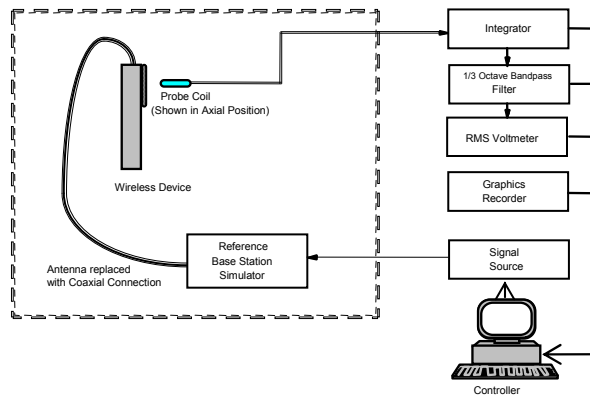 Integrator
1/3 Octave Bandpass
Filter
RMS Voltmeter
Graphics
Recorder
Probe Coil
(Shown in Axial Position)
Wireless Device
Reference
Base Station
Simulator
Signal
Source
Antenna replaced
with Coaxial Connection
Controller